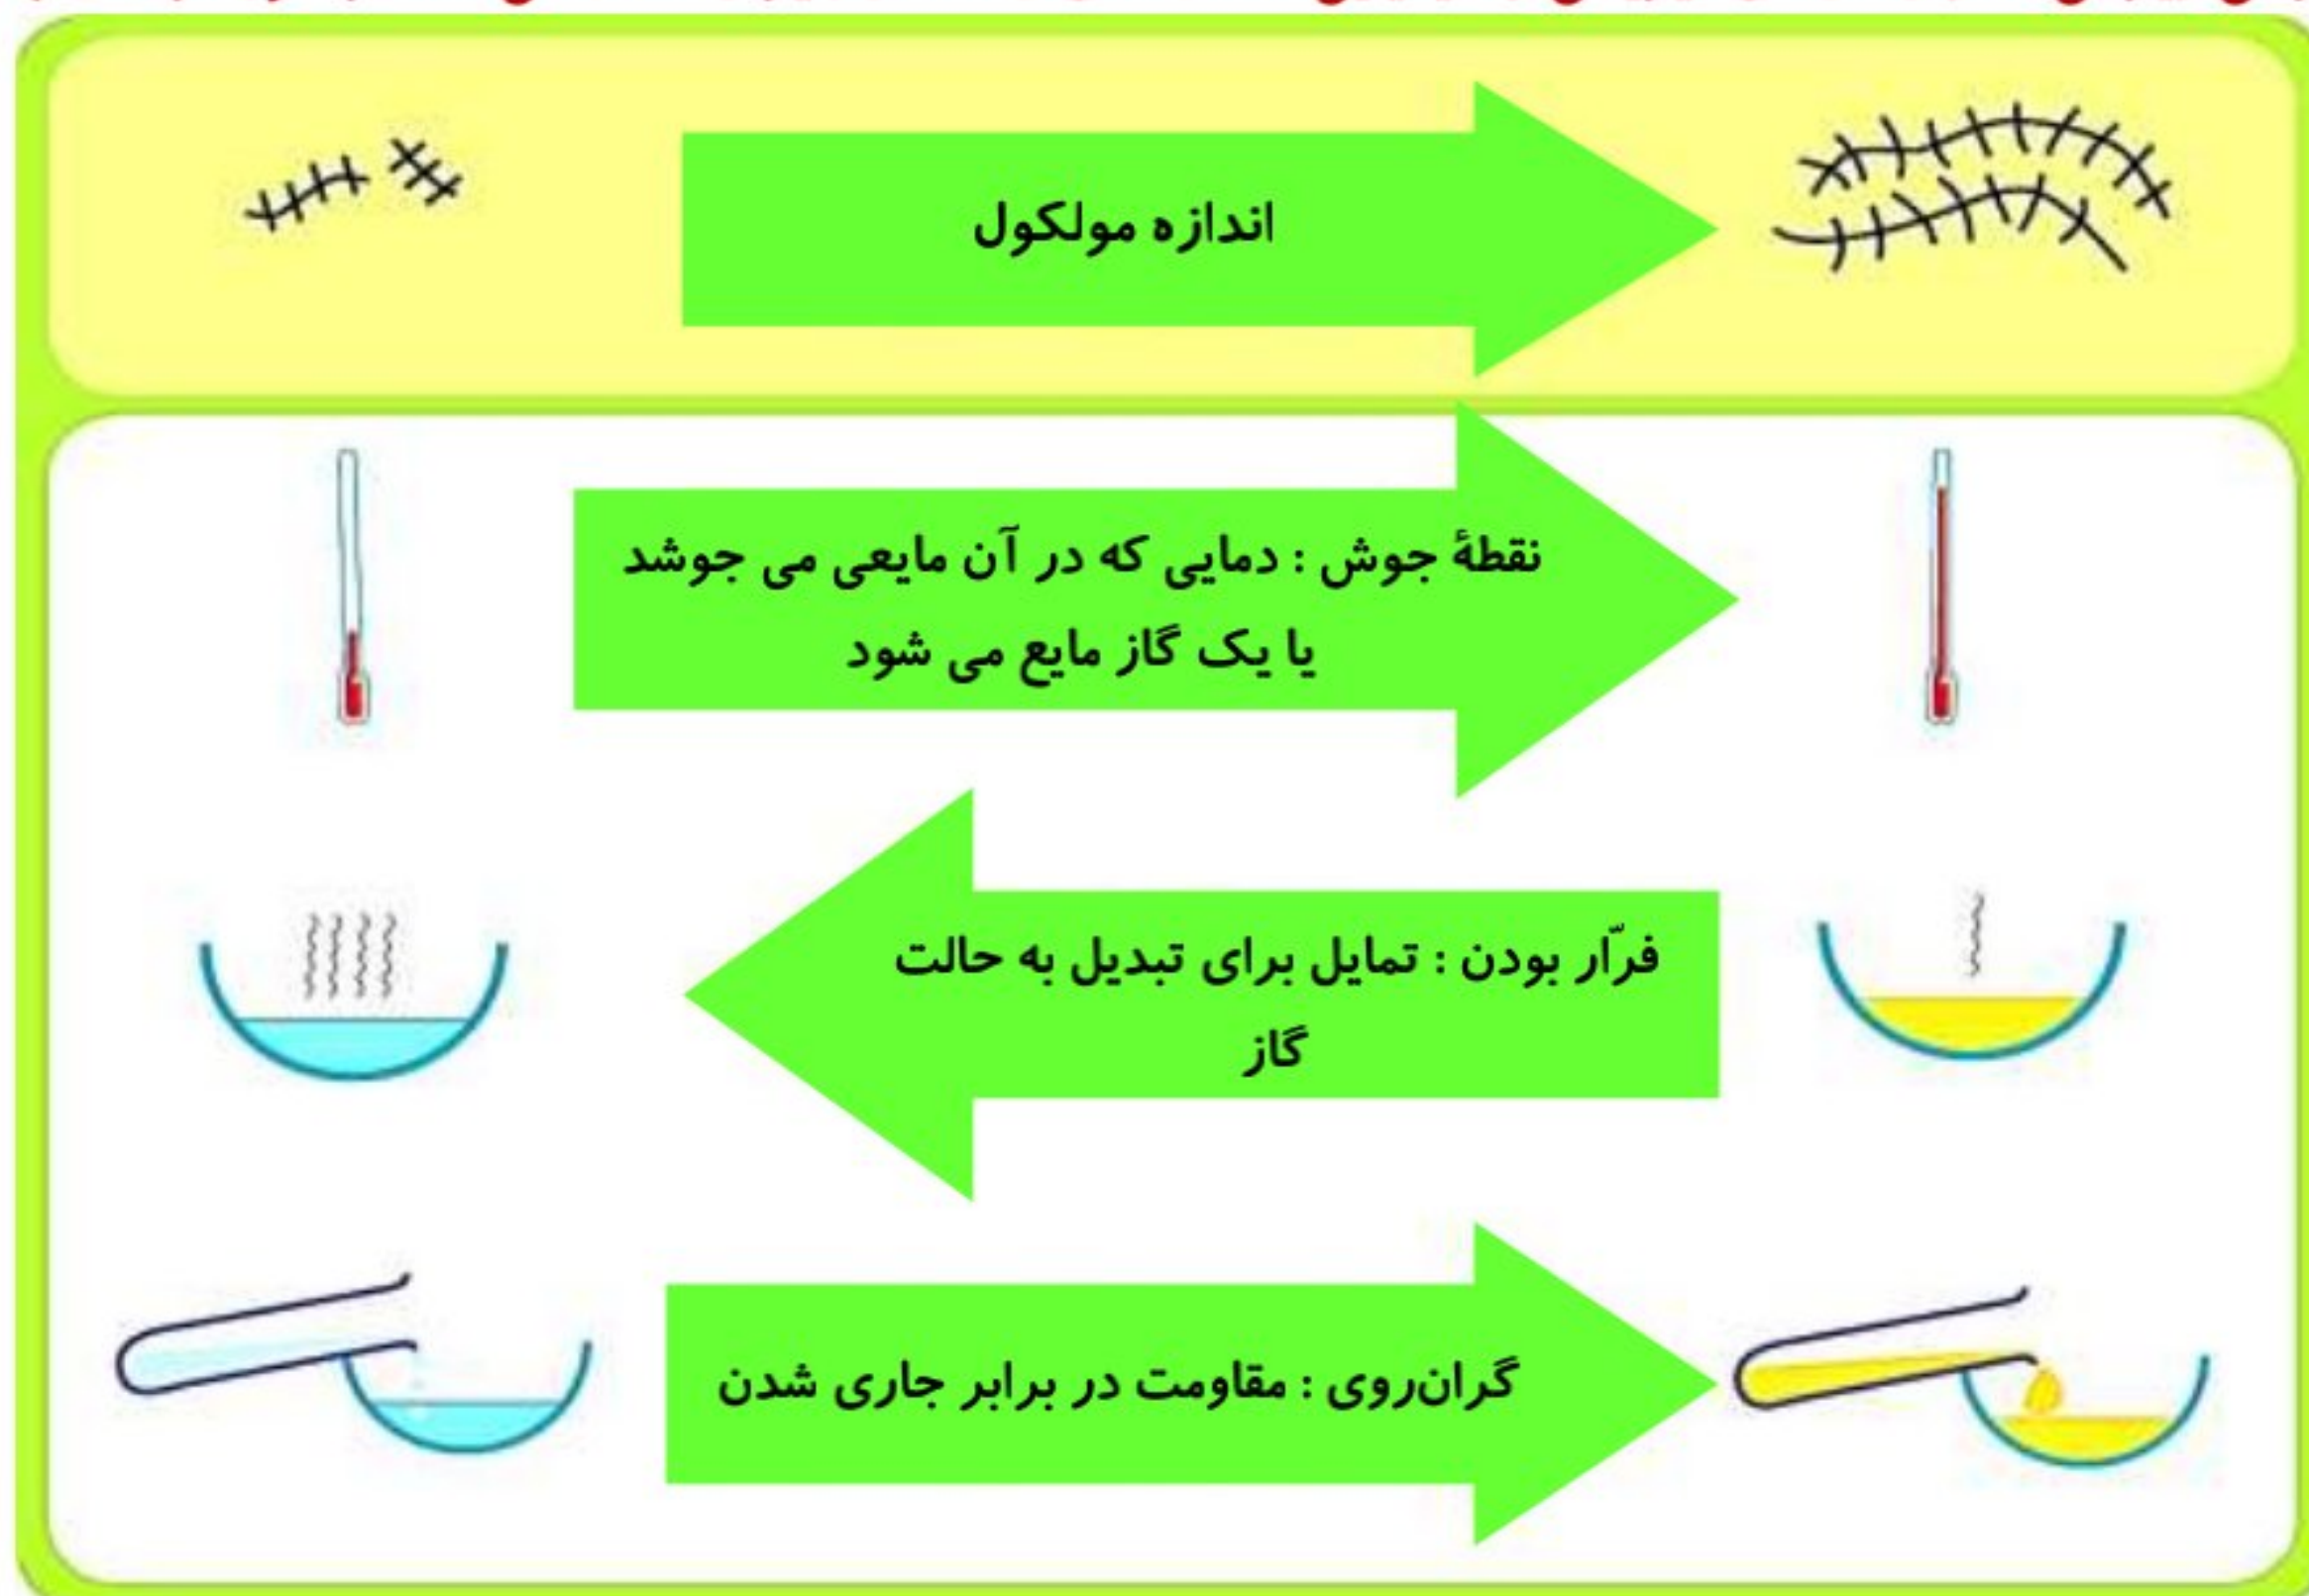 اندازه مولکول
نقطهٔ جوش : دمایی که در آن مایعی می جوشد
یا یک گاز مایع می شود
فرّار بودن : تمایل برای تبدیل به حالت
گاز
گران‌روی : مقاومت در برابر جاری شدن